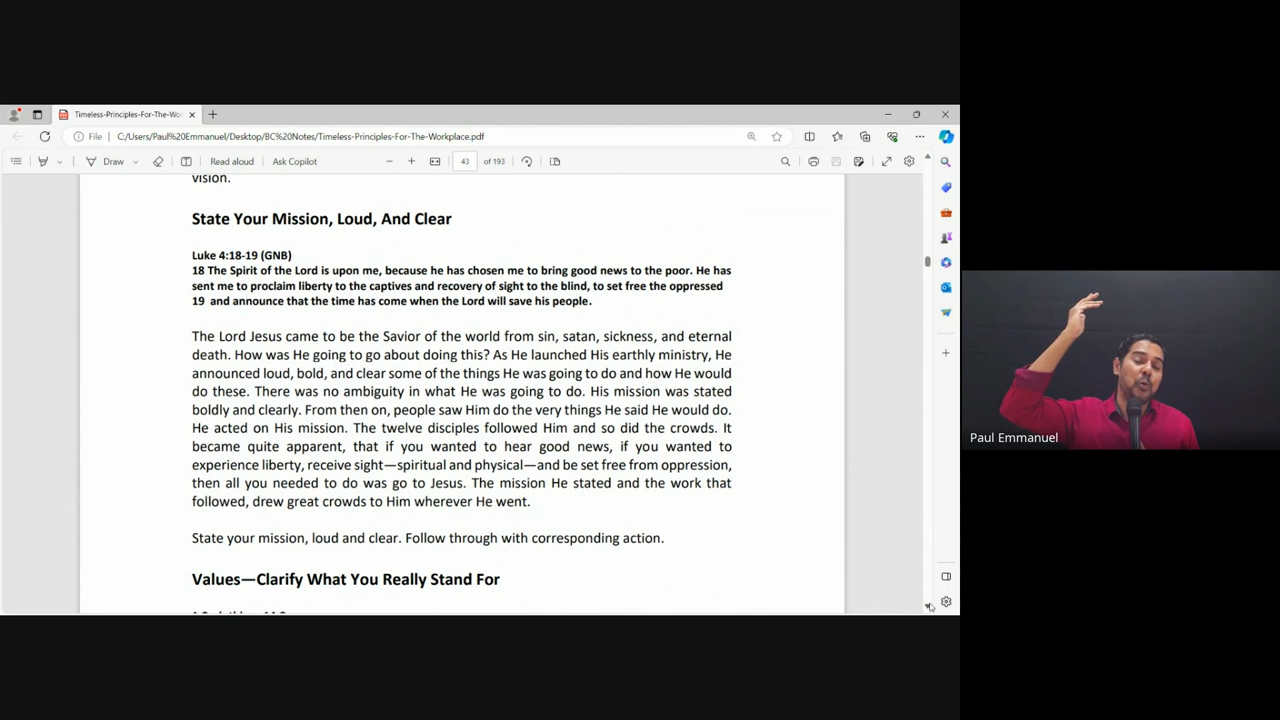 Timeless-Principles-For-The-Wor
File
C:/Users/Paul%20Emmanuel/Desktop/BC%20Notes/Timeless-Principles-For-The-Workplace.pdf
Draw
Read aloud
Ask Copilot
43
of 193
vision.
State Your Mission, Loud, And Clear
Luke 4:18-19 (GNB)
18 The Spirit of the Lord is upon me, because he has chosen me to bring good news to the poor. He has
sent me to proclaim liberty to the captives and recovery of sight to the blind, to set free the oppressed
19 and announce that the time has come when the Lord will save his people.
The Lord Jesus came to be the Savior of the world from sin, satan, sickness, and eternal
death. How was He going to go about doing this? As He launched His earthly ministry, He
announced loud, bold, and clear some of the things He was going to do and how He would
do these. There was no ambiguity in what He was going to do. His mission was stated
boldly and clearly. From then on, people saw Him do the very things He said He would do.
He acted on His mission. The twelve disciples followed Him and so did the crowds. It
became quite apparent, that if you wanted to hear good news, if you wanted to
experience liberty, receive sight—spiritual and physical—and be set free from oppression,
then all you needed to do was go to Jesus. The mission He stated and the work that
followed, drew great crowds to Him wherever He went.
State your mission, loud and clear. Follow through with corresponding action.
Values—Clarify What You Really Stand For
Paul Emmanuel